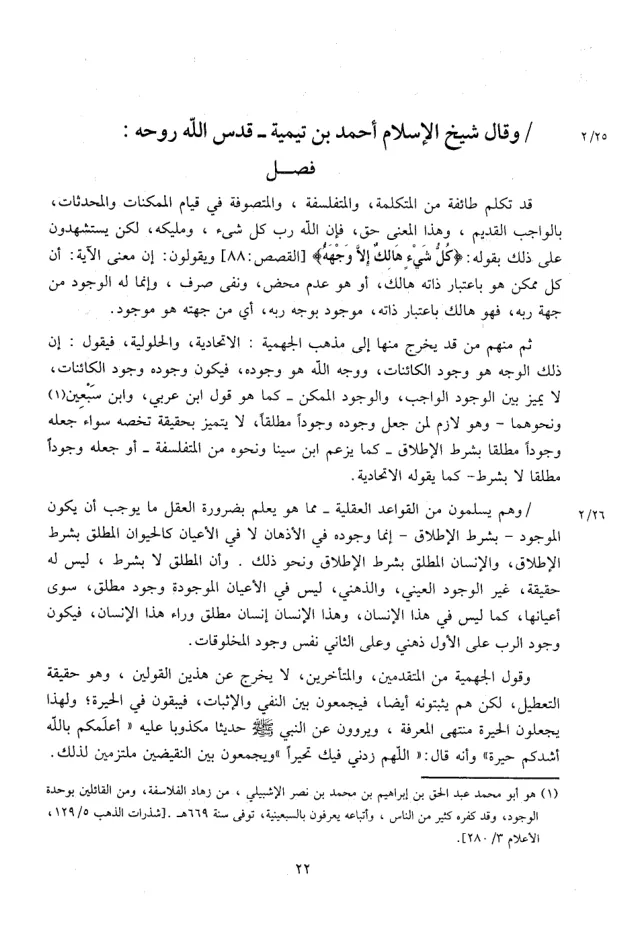 ٢/٢٥
/ وقال شيخ الإسلام أحمد بن تيمية ـ قدس الله روحه :
فصـــل
قد تكلم طائفة من المتكلمة، والمتفلسفة ، والمتصوفة في قيام الممكنات والمحدثات،
بالواجب القديم ، وهذا المعنى حق، فإن الله رب كل شىء ، ومليكه، لكن يستشهدون
على ذلك بقوله: ﴿كُلُّ شَيْءٍ هَالِكٌ إِلاَّ وَجْهَهُ﴾ [القصص:٨٨] ويقولون: إن معنى الآية: أن
كل ممكن هو باعتبار ذاته هالك، أو هو عدم محض، ونفى صرف ، وإنما له الوجود من
جهة ربه، فهو هالك باعتبار ذاته، موجود بوجه ربه، أي من جهته هو موجود.
ثم منهم من قد يخرج منها إلى مذهب الجهمية : الاتحادية، والحلولية، فيقول : إن
ذلك الوجه هو وجود الكائنات، ووجه الله هو وجوده، فيكون وجوده وجود الكائنات،
لا يميز بين الوجود الواجب، والوجود الممكن ـ كما هو قول ابن عربي، وابن سَبْعِين(١)
ونحوهما ـ وهو لازم لمن جعل وجوده وجوداً مطلقاً، لا يتميز بحقيقة تخصه سواء جعله
وجوداً مطلقا بشرط الإطلاق ـ كما يزعم ابن سينا ونحوه من المتفلسفة ـ أو جعله وجوداً
مطلقا لا بشرط- كما يقوله الاتحادية.
٢/٢٦
/ وهم يسلمون من القواعد العقلية ـ مما هو يعلم بضرورة العقل ما يوجب أن يكون
الموجود - بشرط الإطلاق - إنما وجوده في الأذهان لا في الأعيان كالحيوان المطلق بشرط
الإطلاق، والإنسان المطلق بشرط الإطلاق ونحو ذلك . وأن المطلق لا بشرط ، ليس له
حقيقة، غير الوجود العيني، والذهني، ليس في الأعيان الموجودة وجود مطلق، سوى
أعيانها، كما ليس في هذا الإنسان، وهذا الإنسان إنسان مطلق وراء هذا الإنسان، فيكون
وجود الرب على الأول ذهني وعلى الثاني نفس وجود المخلوقات.
وقول الجهمية من المتقدمين، والمتأخرين، لا يخرج عن هذين القولين ، وهو حقيقة
التعطيل، لكن هم يثبتونه أيضا، فيجمعون بين النفي والإثبات، فيبقون في الحيرة؛ ولهذا
يجعلون الحيرة منتهى المعرفة ، ويروون عن النبي ﷺ حديثا مكذوبا عليه « أعلمكم بالله
أشدكم حيرة» وأنه قال:« اللهم زدني فيك تحيراً »ويجمعون بين النقيضين ملتزمين لذلك.
(١) هو أبو محمد عبد الحق بن إبراهيم بن محمد بن نصر الإشبيلي ، من زهاد الفلاسفة، ومن القائلين بوحدة
الوجود، وقد كفره كثير من الناس ، وأتباعه يعرفون بالسبعينية، توفى سنة ٦٦٩هـ .[شذرات الذهب ١٢٩/٥،
الأعلام ٣/ ٢٨٠].
٢٢